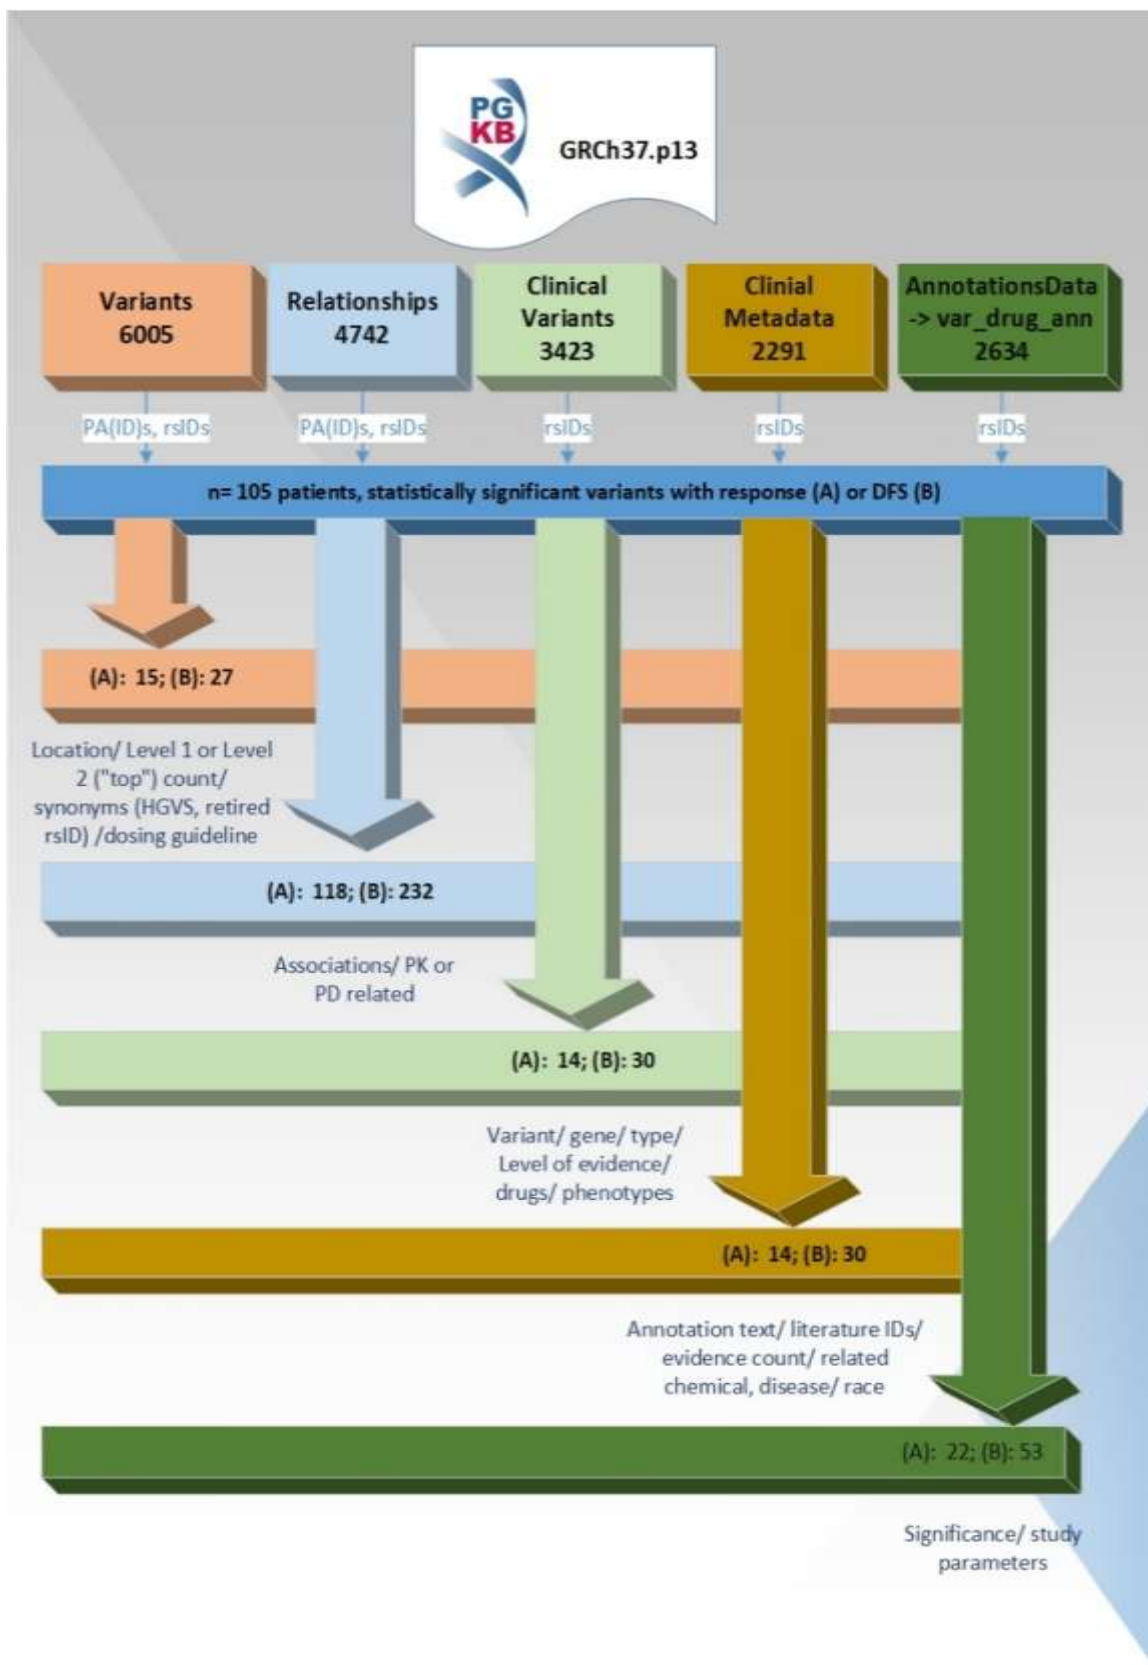 PG
KB
GRCh37.p13
Variants
6005
Relationships
4742
Clinical
Variants
3423
Clinial
Metadata
2291
AnnotationsData
-> var_drug_ann
2634
PA(ID)s, rsIDs
PA(ID)s, rsIDs
rsIDs
rsIDs
rsIDs
n= 105 patients, statistically significant variants with response (A) or DFS (B)
(A): 15; (B): 27
Location/ Level 1 or Level
2 ("top") count/
synonyms (HGVS, retired
rsID) /dosing guideline
(A): 118; (B): 232
Associations/ PK or
PD related
(A): 14; (B): 30
Variant/ gene/ type/
Level of evidence/
drugs/ phenotypes
(A): 14; (B): 30
Annotation text/ literature IDs/
evidence count/ related
chemical, disease/ race
(A): 22; (B): 53
Significance/ study
parameters